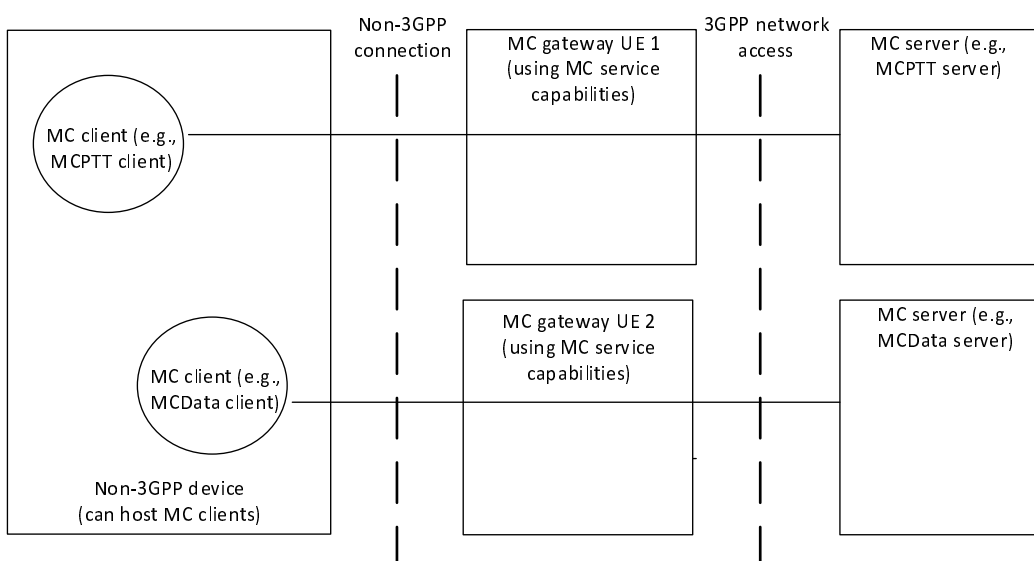 Non-3GPP
connection
MC gateway UE 1
(using MC service
capabilities)
3GPP network
access
MC server (e.g.,
MCPTT server)
MC client (e.g.,
MCPTT client)
MC gateway UE 2
(using MC service
capabilities)
MC server (e.g.,
MCData server)
MC client (e.g.,
MCData client)
Non-3GPP device
(can host MC clients)